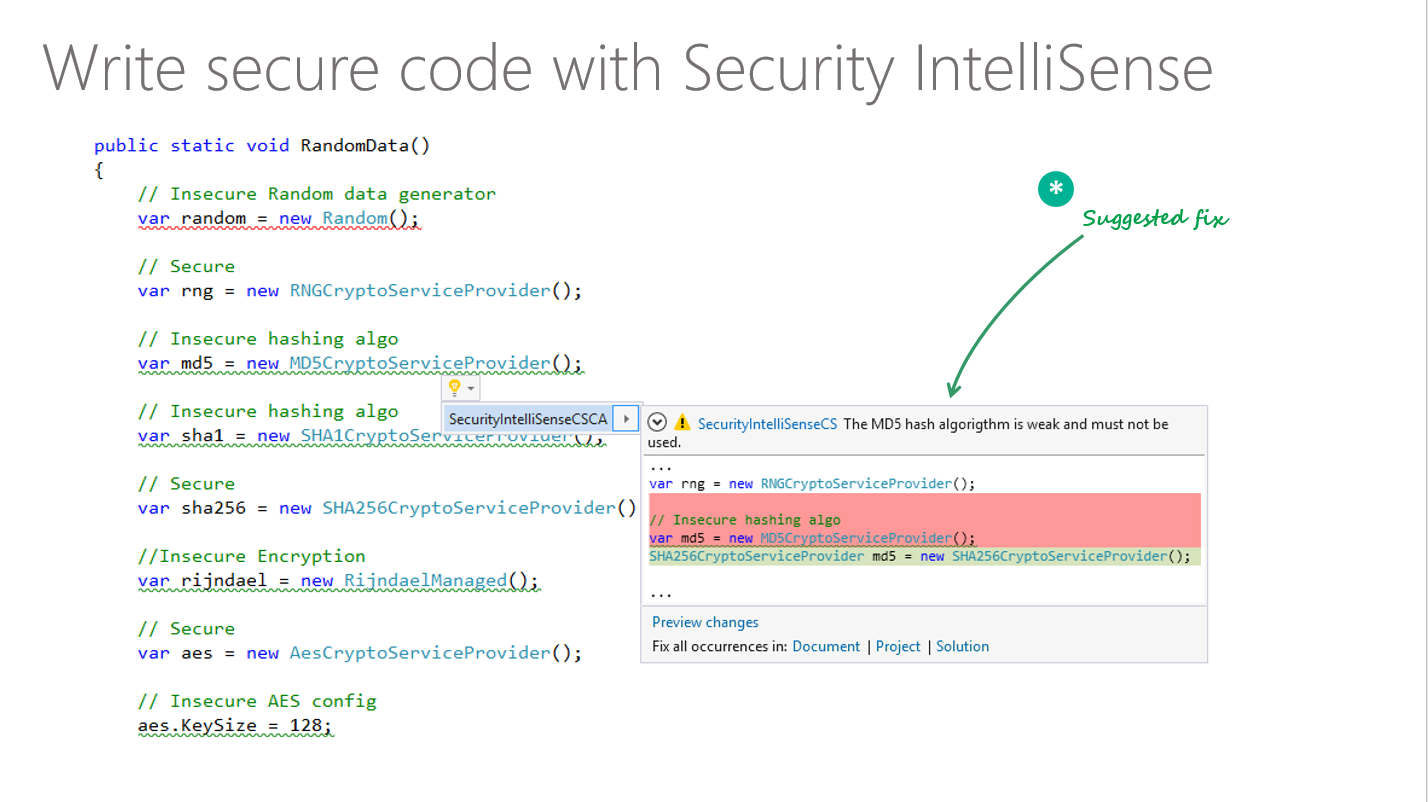 Write secure code with Security IntelliSense
public static void RandomData()
{
// Insecure Random data generator
var random = new Random();
// Secure
var rng = new RNGCryptoServiceProvider();
// Insecure hashing algo
var md5 = new MD5CryptoServiceProvider();
// Insecure hashing algo
var sha1 = new SHA1CryptoServiceProvider();
// Secure
var sha256 = new SHA256CryptoServiceProvider()
//Insecure Encryption
var rijndael = new RijndaelManaged();
// Secure
var aes = new AesCryptoServiceProvider();
// Insecure AES config
aes.KeySize = 128;
SecurityIntelliSenseCSCA
*
Suggested fix
SecurityIntelliSenseCS The MD5 hash algorigthm is weak and must not be
used.
...
var rng = new RNGCryptoServiceProvider();
// Insecure hashing algo
var md5 = new MD5CryptoServiceProvider();
SHA256CryptoServiceProvider md5 = new SHA256CryptoServiceProvider();
...
Preview changes
Fix all occurrences in: Document | Project | Solution